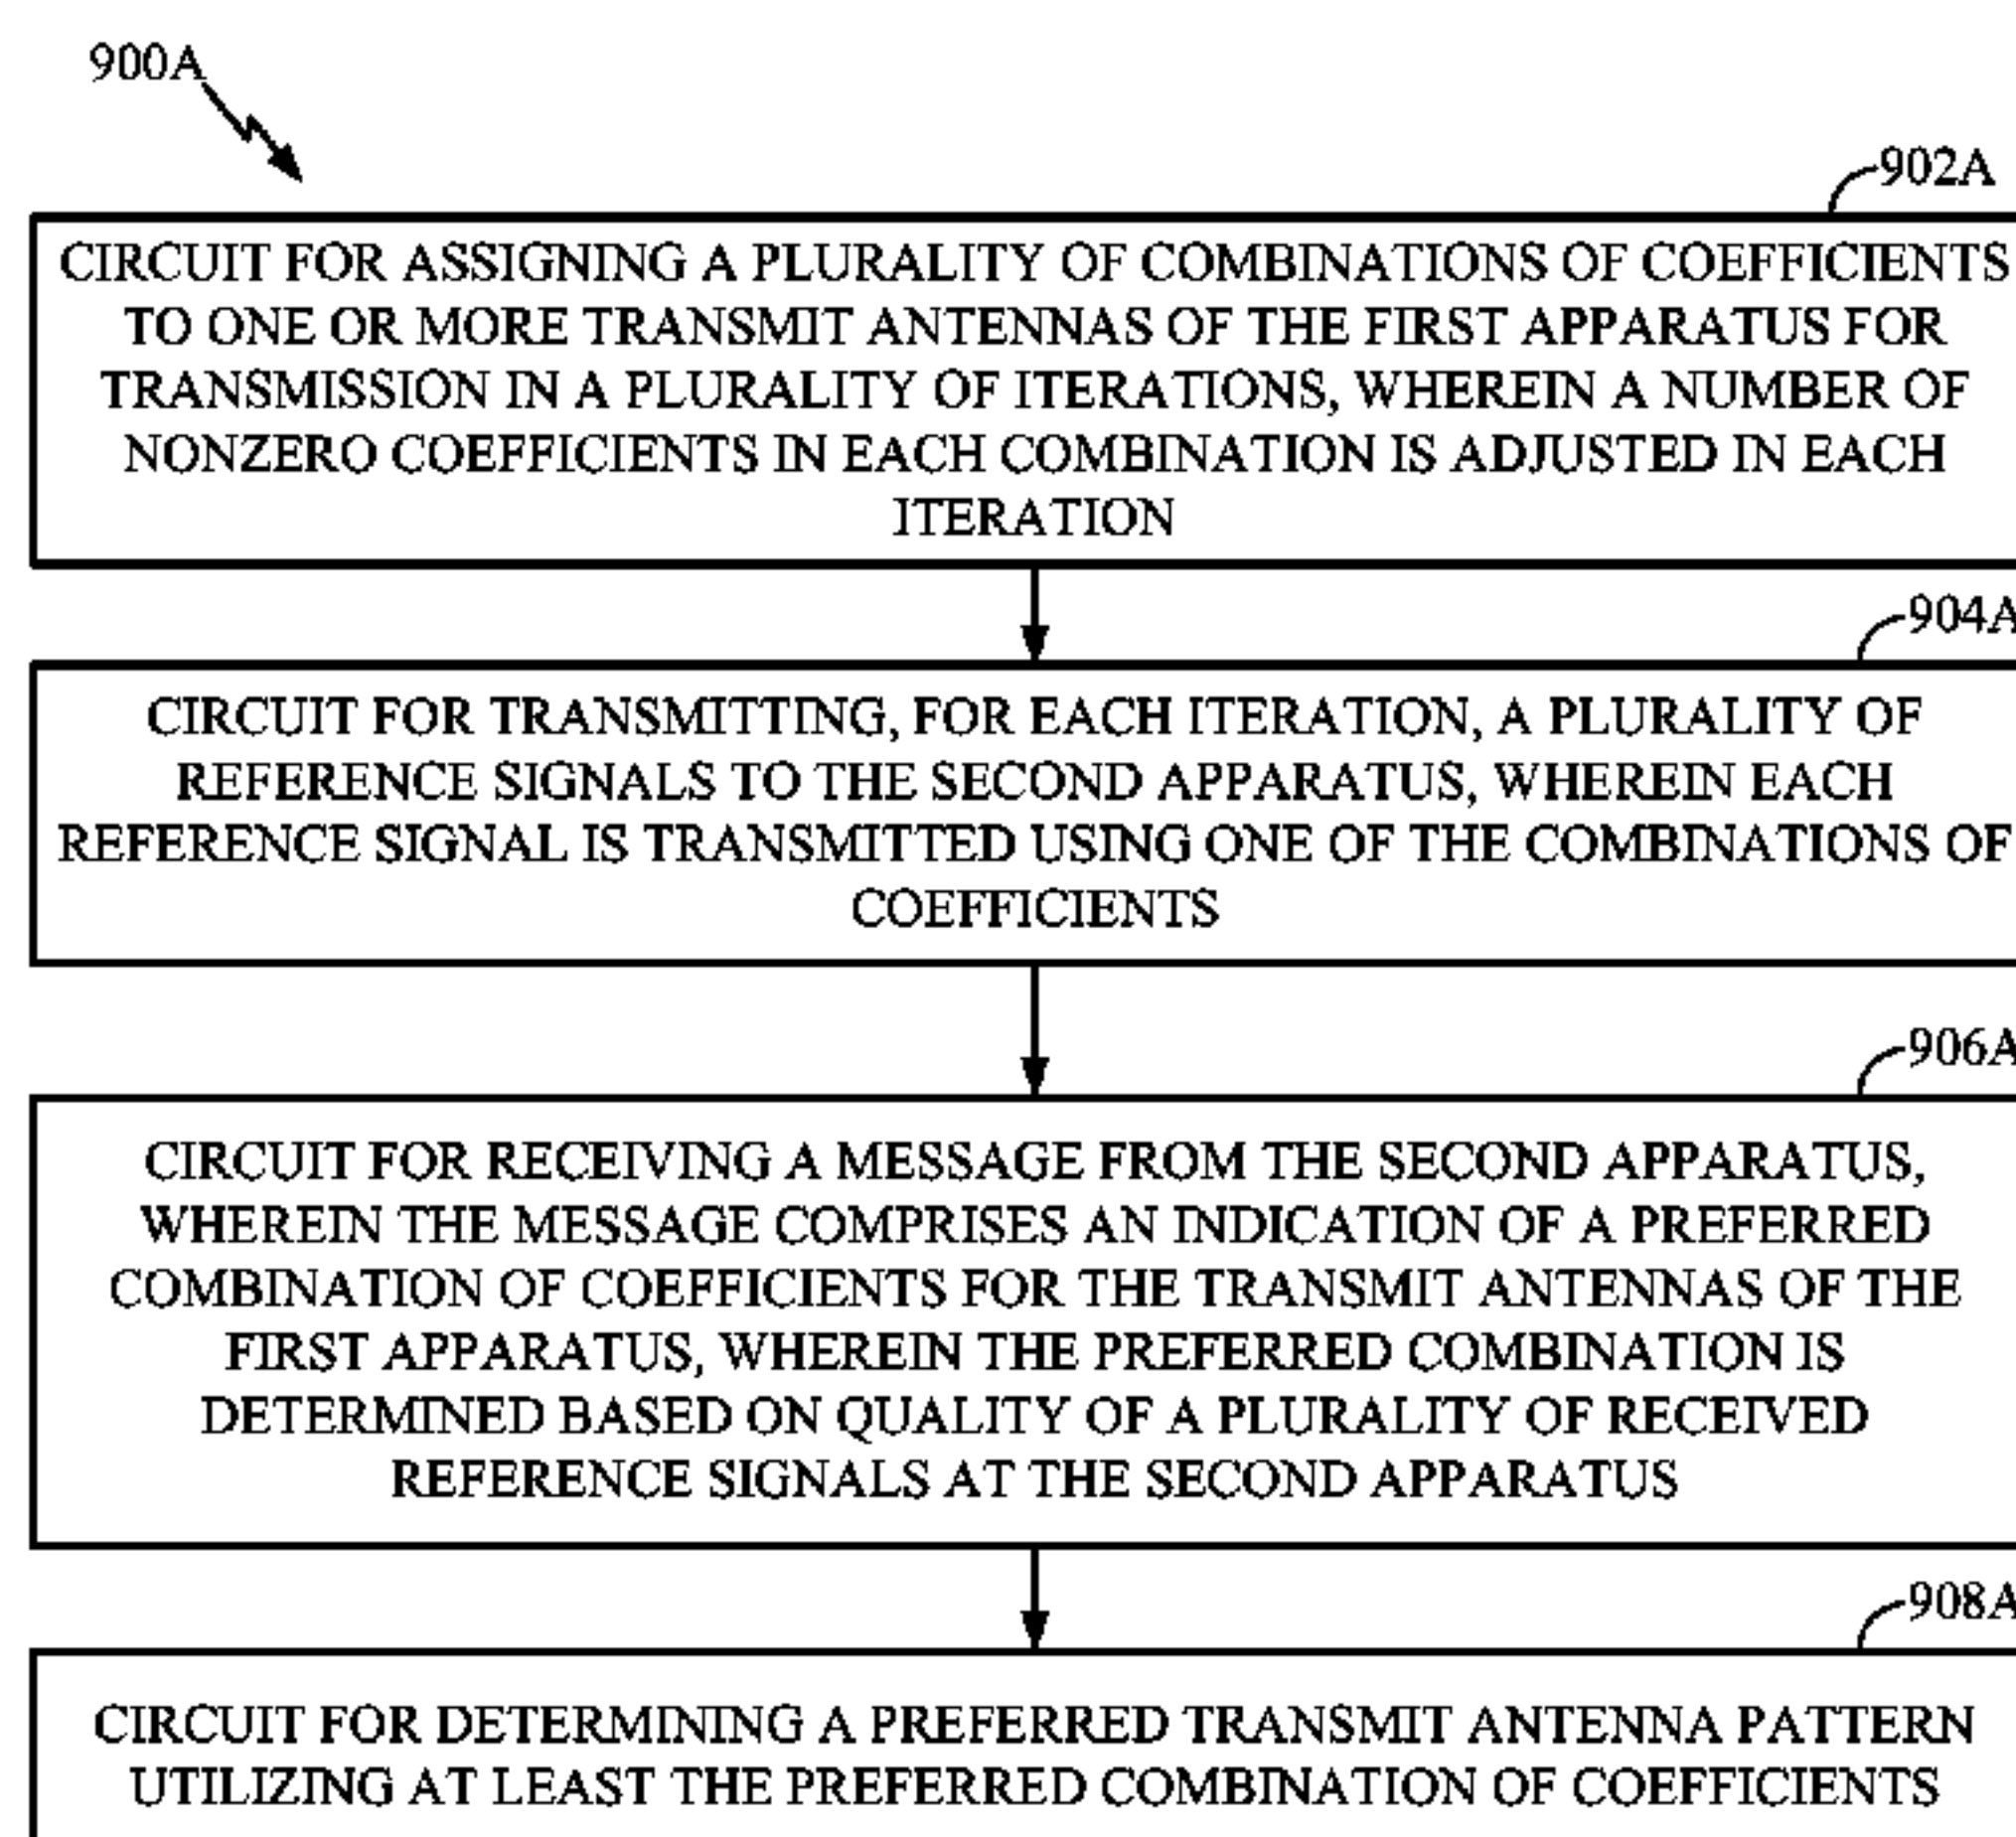 900A
902A
CIRCUIT FOR ASSIGNING A PLURALITY OF COMBINATIONS OF COEFFICIENTS
TO ONE OR MORE TRANSMIT ANTENNAS OF THE FIRST APPARATUS FOR
TRANSMISSION IN A PLURALITY OF ITERATIONS, WHEREIN A NUMBER OF
NONZERO COEFFICIENTS IN EACH COMBINATION IS ADJUSTED IN EACH
ITERATION
904A
CIRCUIT FOR TRANSMITTING, FOR EACH ITERATION, A PLURALITY OF
REFERENCE SIGNALS TO THE SECOND APPARATUS, WHEREIN EACH
REFERENCE SIGNAL IS TRANSMITTED USING ONE OF THE COMBINATIONS OF
COEFFICIENTS
906A
CIRCUIT FOR RECEIVING A MESSAGE FROM THE SECOND APPARATUS,
WHEREIN THE MESSAGE COMPRISES AN INDICATION OF A PREFERRED
COMBINATION OF COEFFICIENTS FOR THE TRANSMIT ANTENNAS OF THE
FIRST APPARATUS, WHEREIN THE PREFERRED COMBINATION IS
DETERMINED BASED ON QUALITY OF A PLURALITY OF RECEIVED
REFERENCE SIGNALS AT THE SECOND APPARATUS
908A
CIRCUIT FOR DETERMINING A PREFERRED TRANSMIT ANTENNA PATTERN
UTILIZING AT LEAST THE PREFERRED COMBINATION OF COEFFICIENTS